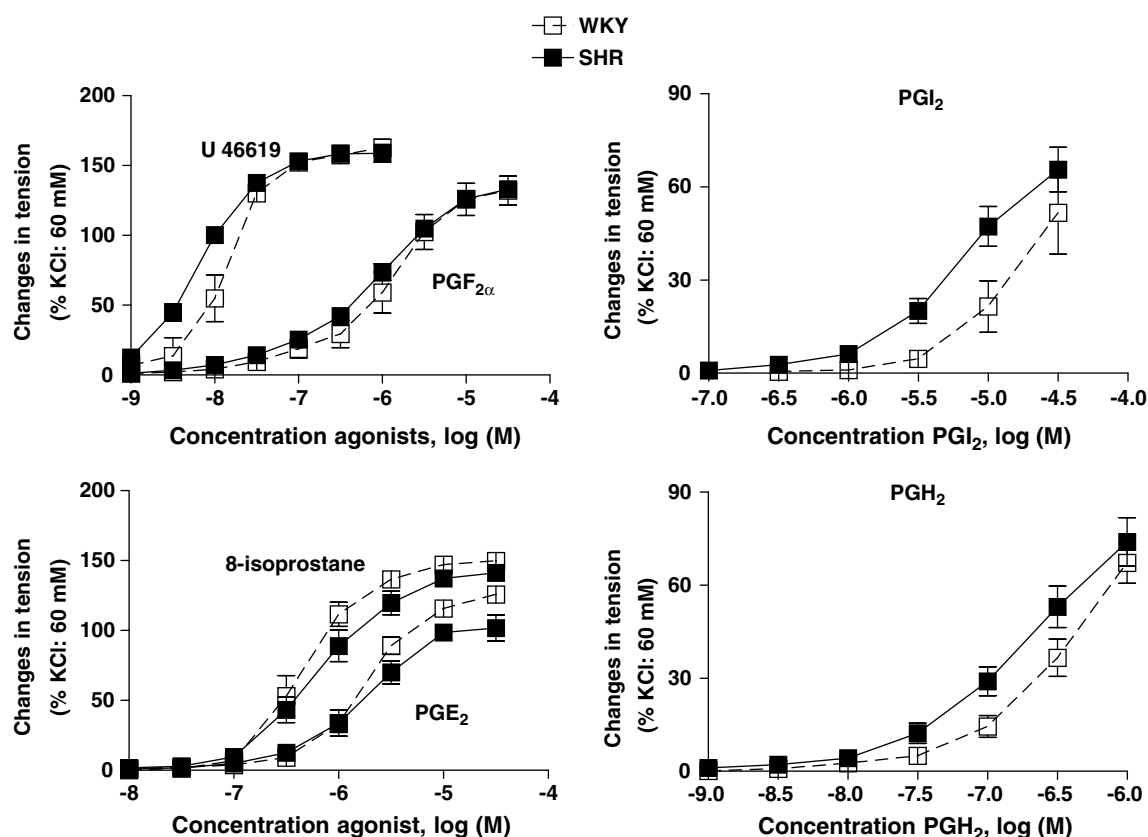 WKY
SHR
200
150
100
50
0
Changes in tension
(% KCl: 60 mM)
U 46619
PGF2α
-9
-8
-7
-6
-5
-4
Concentration agonists, log (M)
90
60
30
0
Changes in tension
(% KCl: 60 mM)
PGI2
-7.0
-6.5
-6.0
-5.5
-5.0
-4.5
-4.0
Concentration PGI2, log (M)
200
150
100
50
0
Changes in tension
(% KCl: 60 mM)
8-isoprostane
PGE2
-8
-7
-6
-5
-4
Concentration agonist, log (M)
90
60
30
0
Changes in tension
(% KCl: 60 mM)
PGH2
-9.0
-8.5
-8.0
-7.5
-7.0
-6.5
-6.0
Concentration PGH2, log (M)